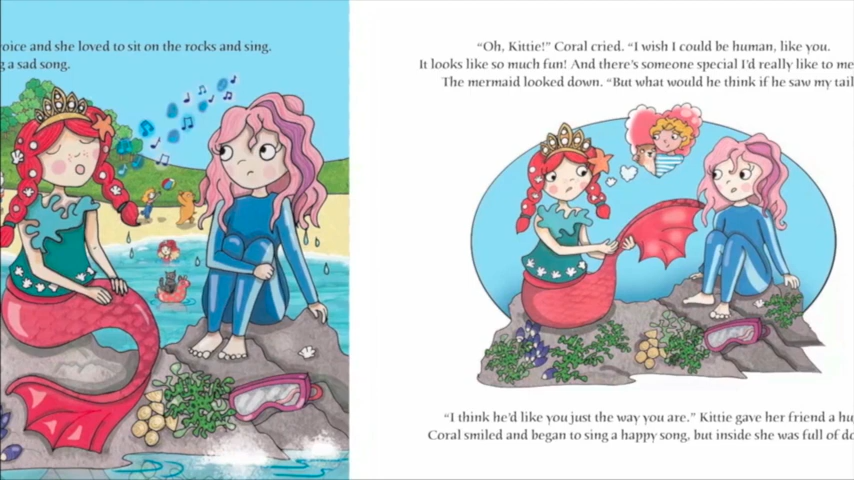 voice and she loved to sit on the rocks and sing.
g a sad song.
“Oh, Kittie!” Coral cried. “I wish I could be human, like you.
It looks like so much fun! And there’s someone special I’d really like to me
The mermaid looked down. “But what would he think if he saw my tail
“I think he’d like you just the way you are.” Kittie gave her friend a hu
Coral smiled and began to sing a happy song, but inside she was full of do